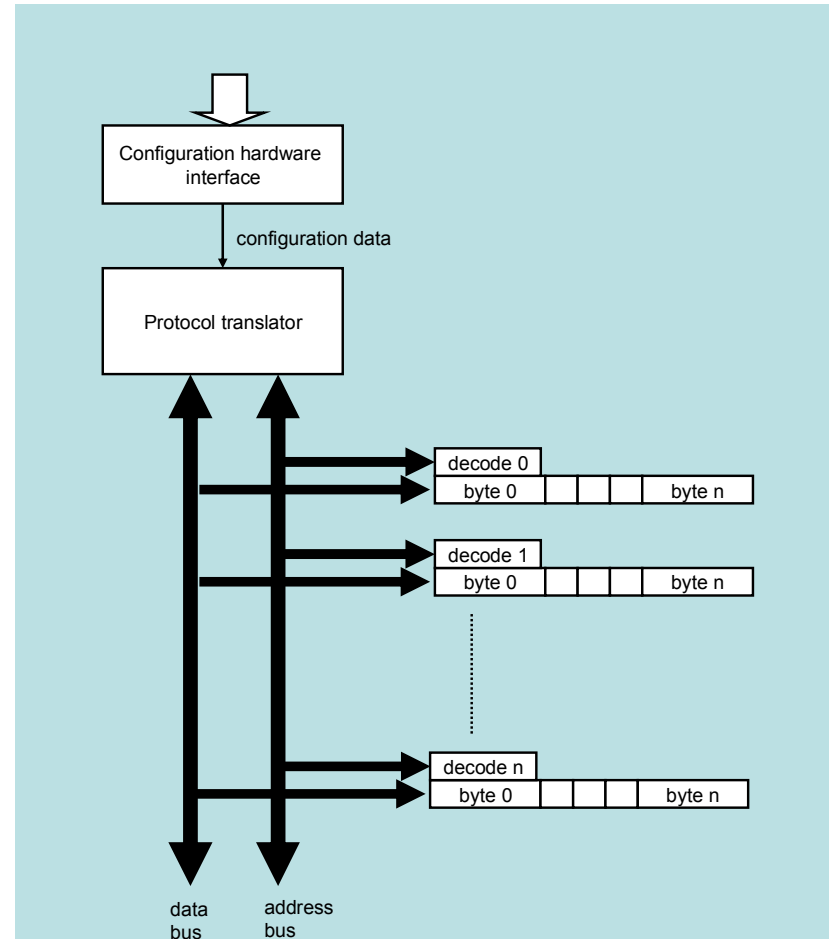 Configuration hardware
interface
configuration data
Protocol translator
decode 0
byte 0 byte n
decode 1
byte 0 byte n
decode n
byte 0 byte n
data
bus
address
bus